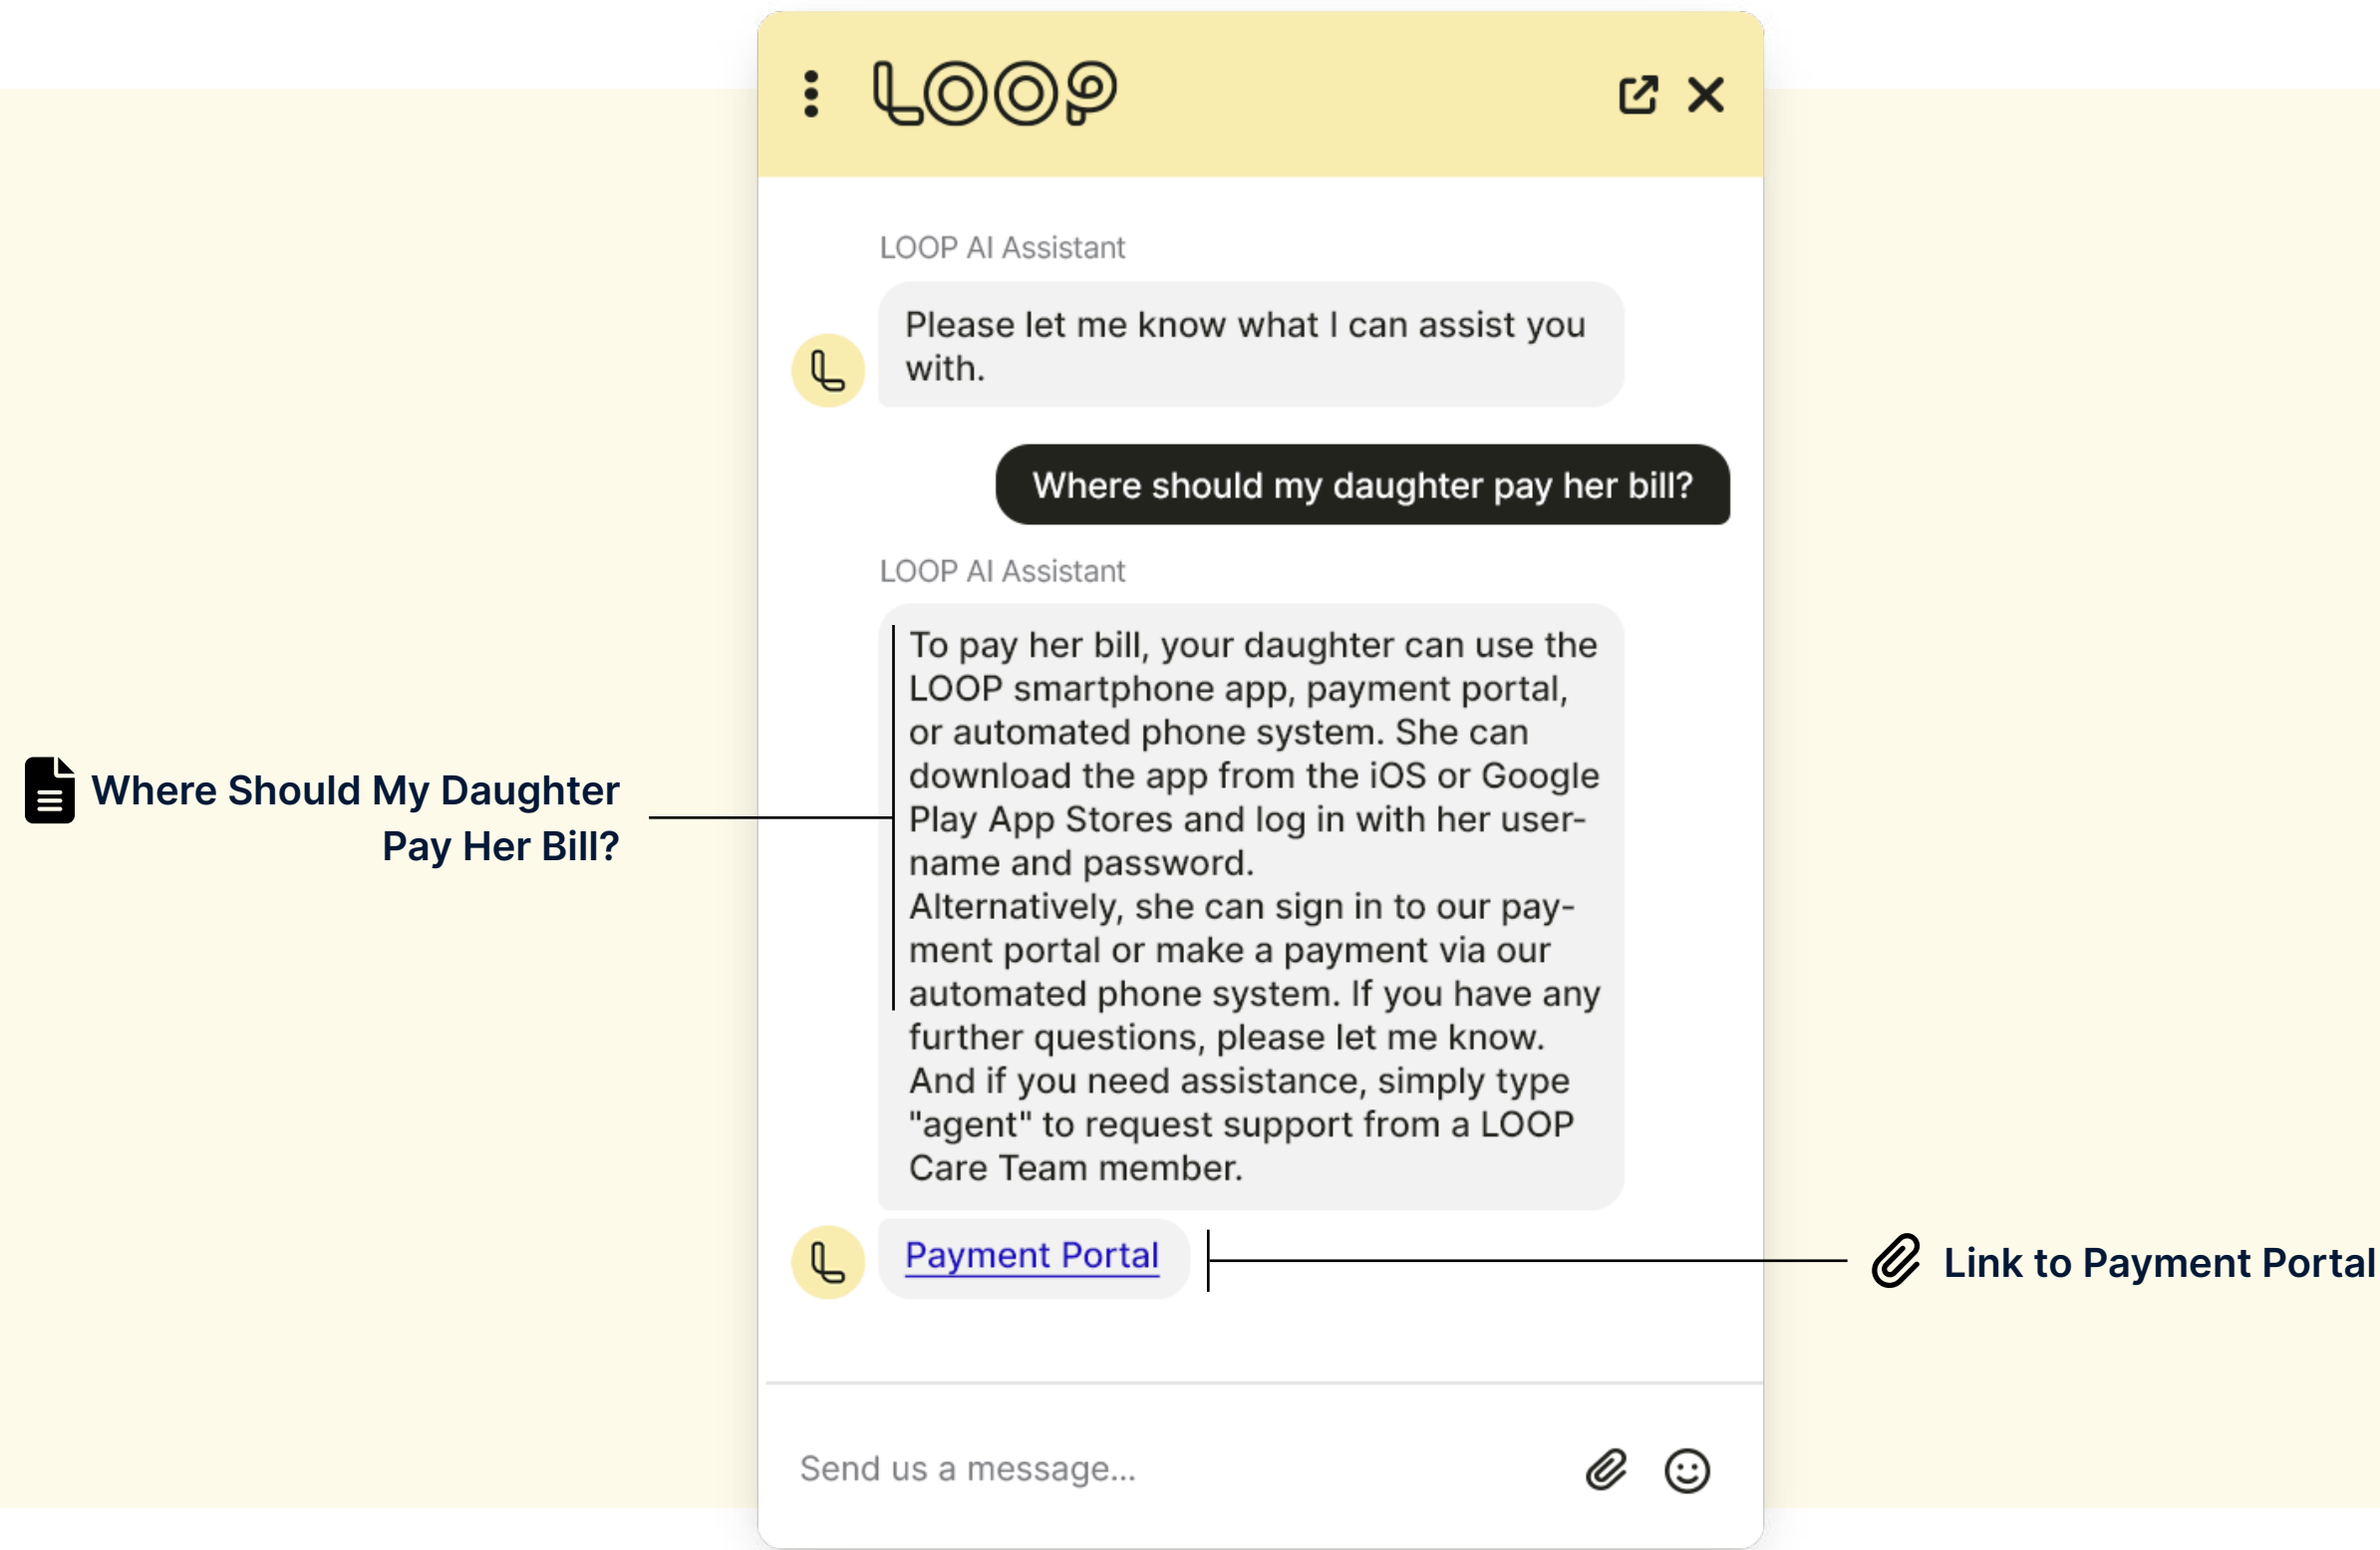 LOOP
LOOP AI Assistant
Please let me know what I can assist you
with.
Where should my daughter pay her bill?
LOOP AI Assistant
To pay her bill, your daughter can use the
LOOP smartphone app, payment portal,
or automated phone system. She can
download the app from the iOS or Google
Play App Stores and log in with her user-
name and password.
Alternatively, she can sign in to our pay-
ment portal or make a payment via our
automated phone system. If you have any
further questions, please let me know.
And if you need assistance, simply type
"agent" to request support from a LOOP
Care Team member.
Where Should My Daughter
Pay Her Bill?
L
L
Payment Portal
Link to Payment Portal
Send us a message...